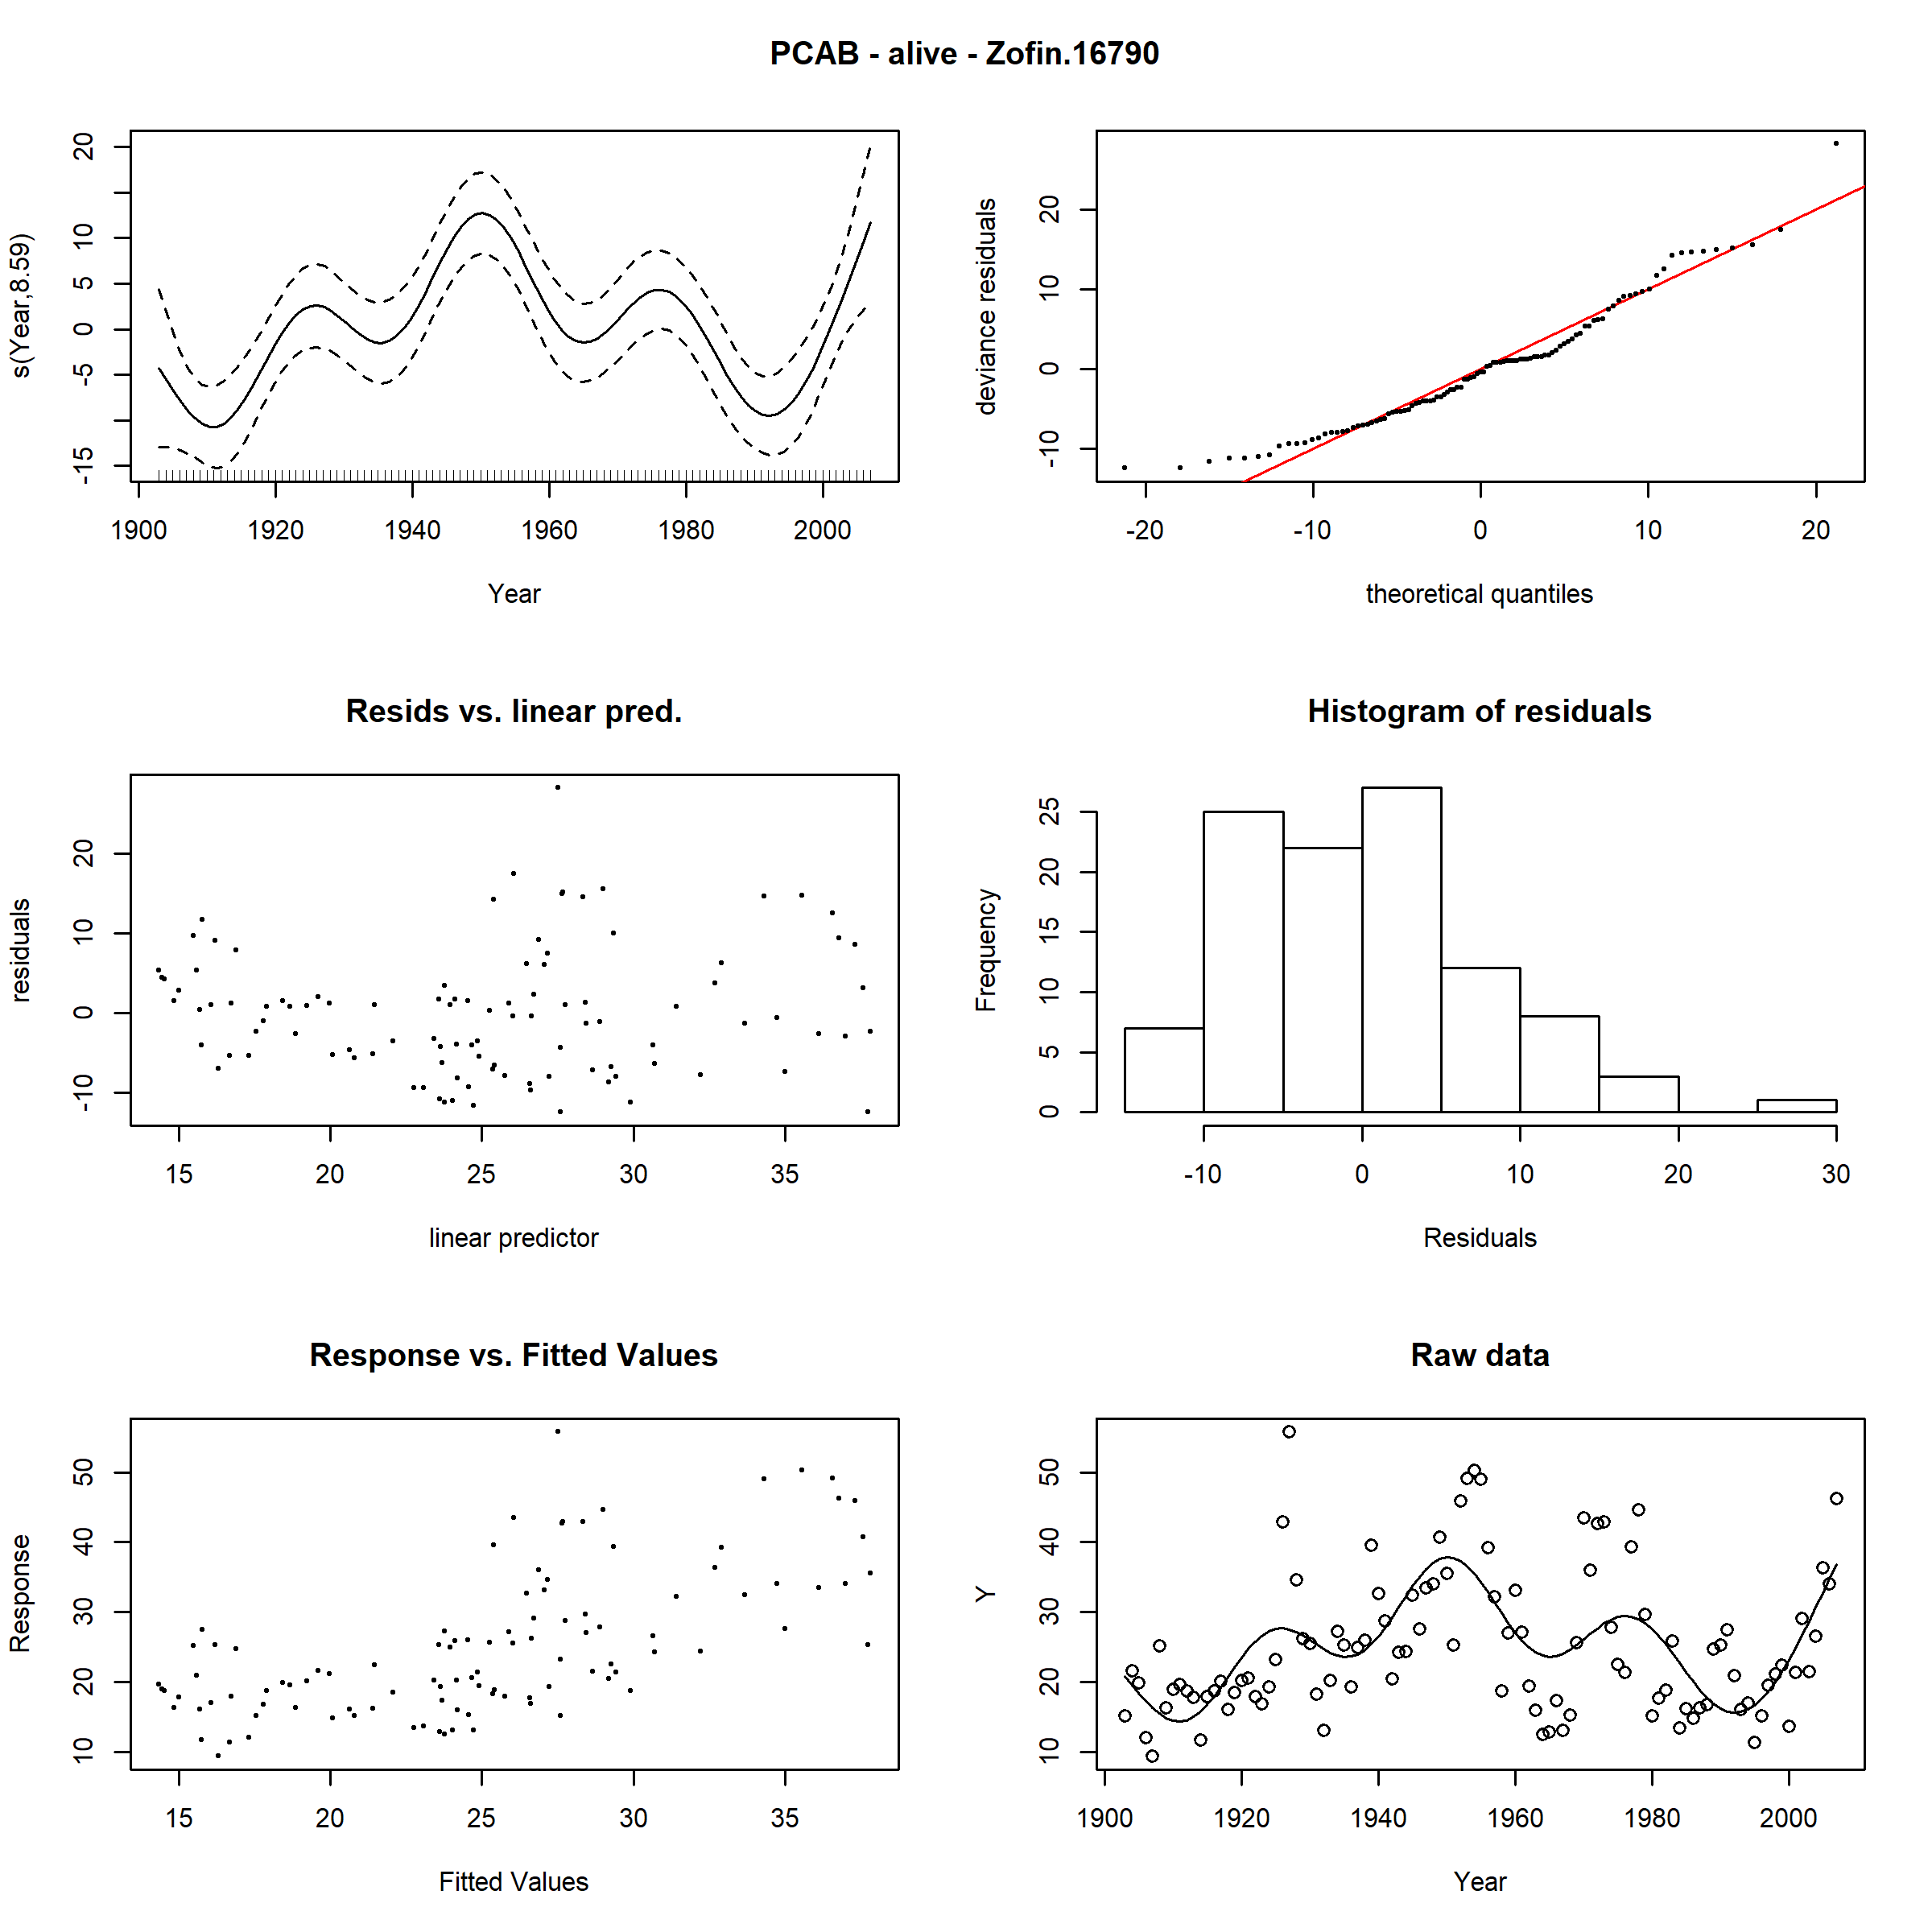 PCAB - alive - Zofin.16790
s(Year,8.59)
20
10
5
0
-5
-15
1900 1920 1940 1960 1980 2000
Year
deviance residuals
20
10
0
-10
-20 -10 0 10 20
theoretical quantiles
Resids vs. linear pred.
residuals
20
10
0
-10
15 20 25 30 35
linear predictor
Histogram of residuals
Frequency
25
20
15
10
5
0
-10 0 10 20 30
Residuals
Response vs. Fitted Values
Response
50
40
30
20
10
15 20 25 30 35
Fitted Values
Raw data
Y
50
40
30
20
10
1900 1920 1940 1960 1980 2000
Year